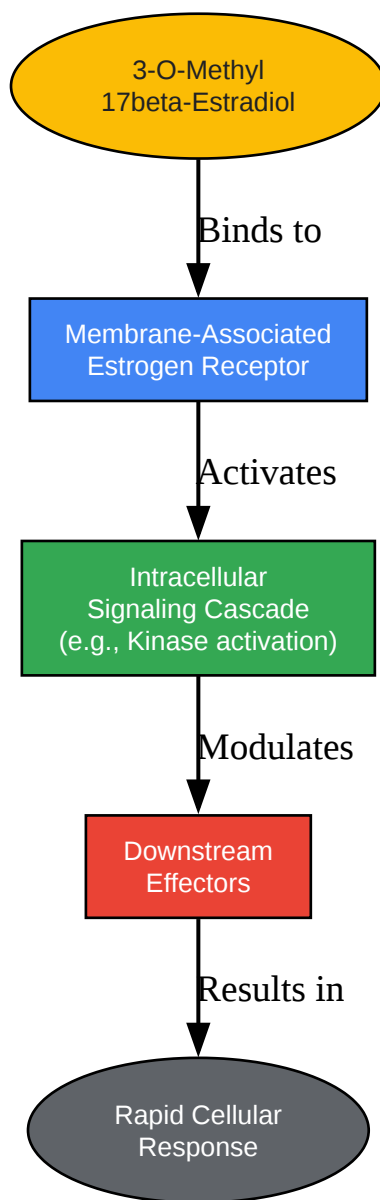 3-O-Methyl
17beta-Estradiol
Binds to
Membrane-Associated
Estrogen Receptor
Activates
Intracellular
Signaling Cascade
(e.g., Kinase activation)
Modulates
Downstream
Effectors
Results in
Rapid Cellular
Response